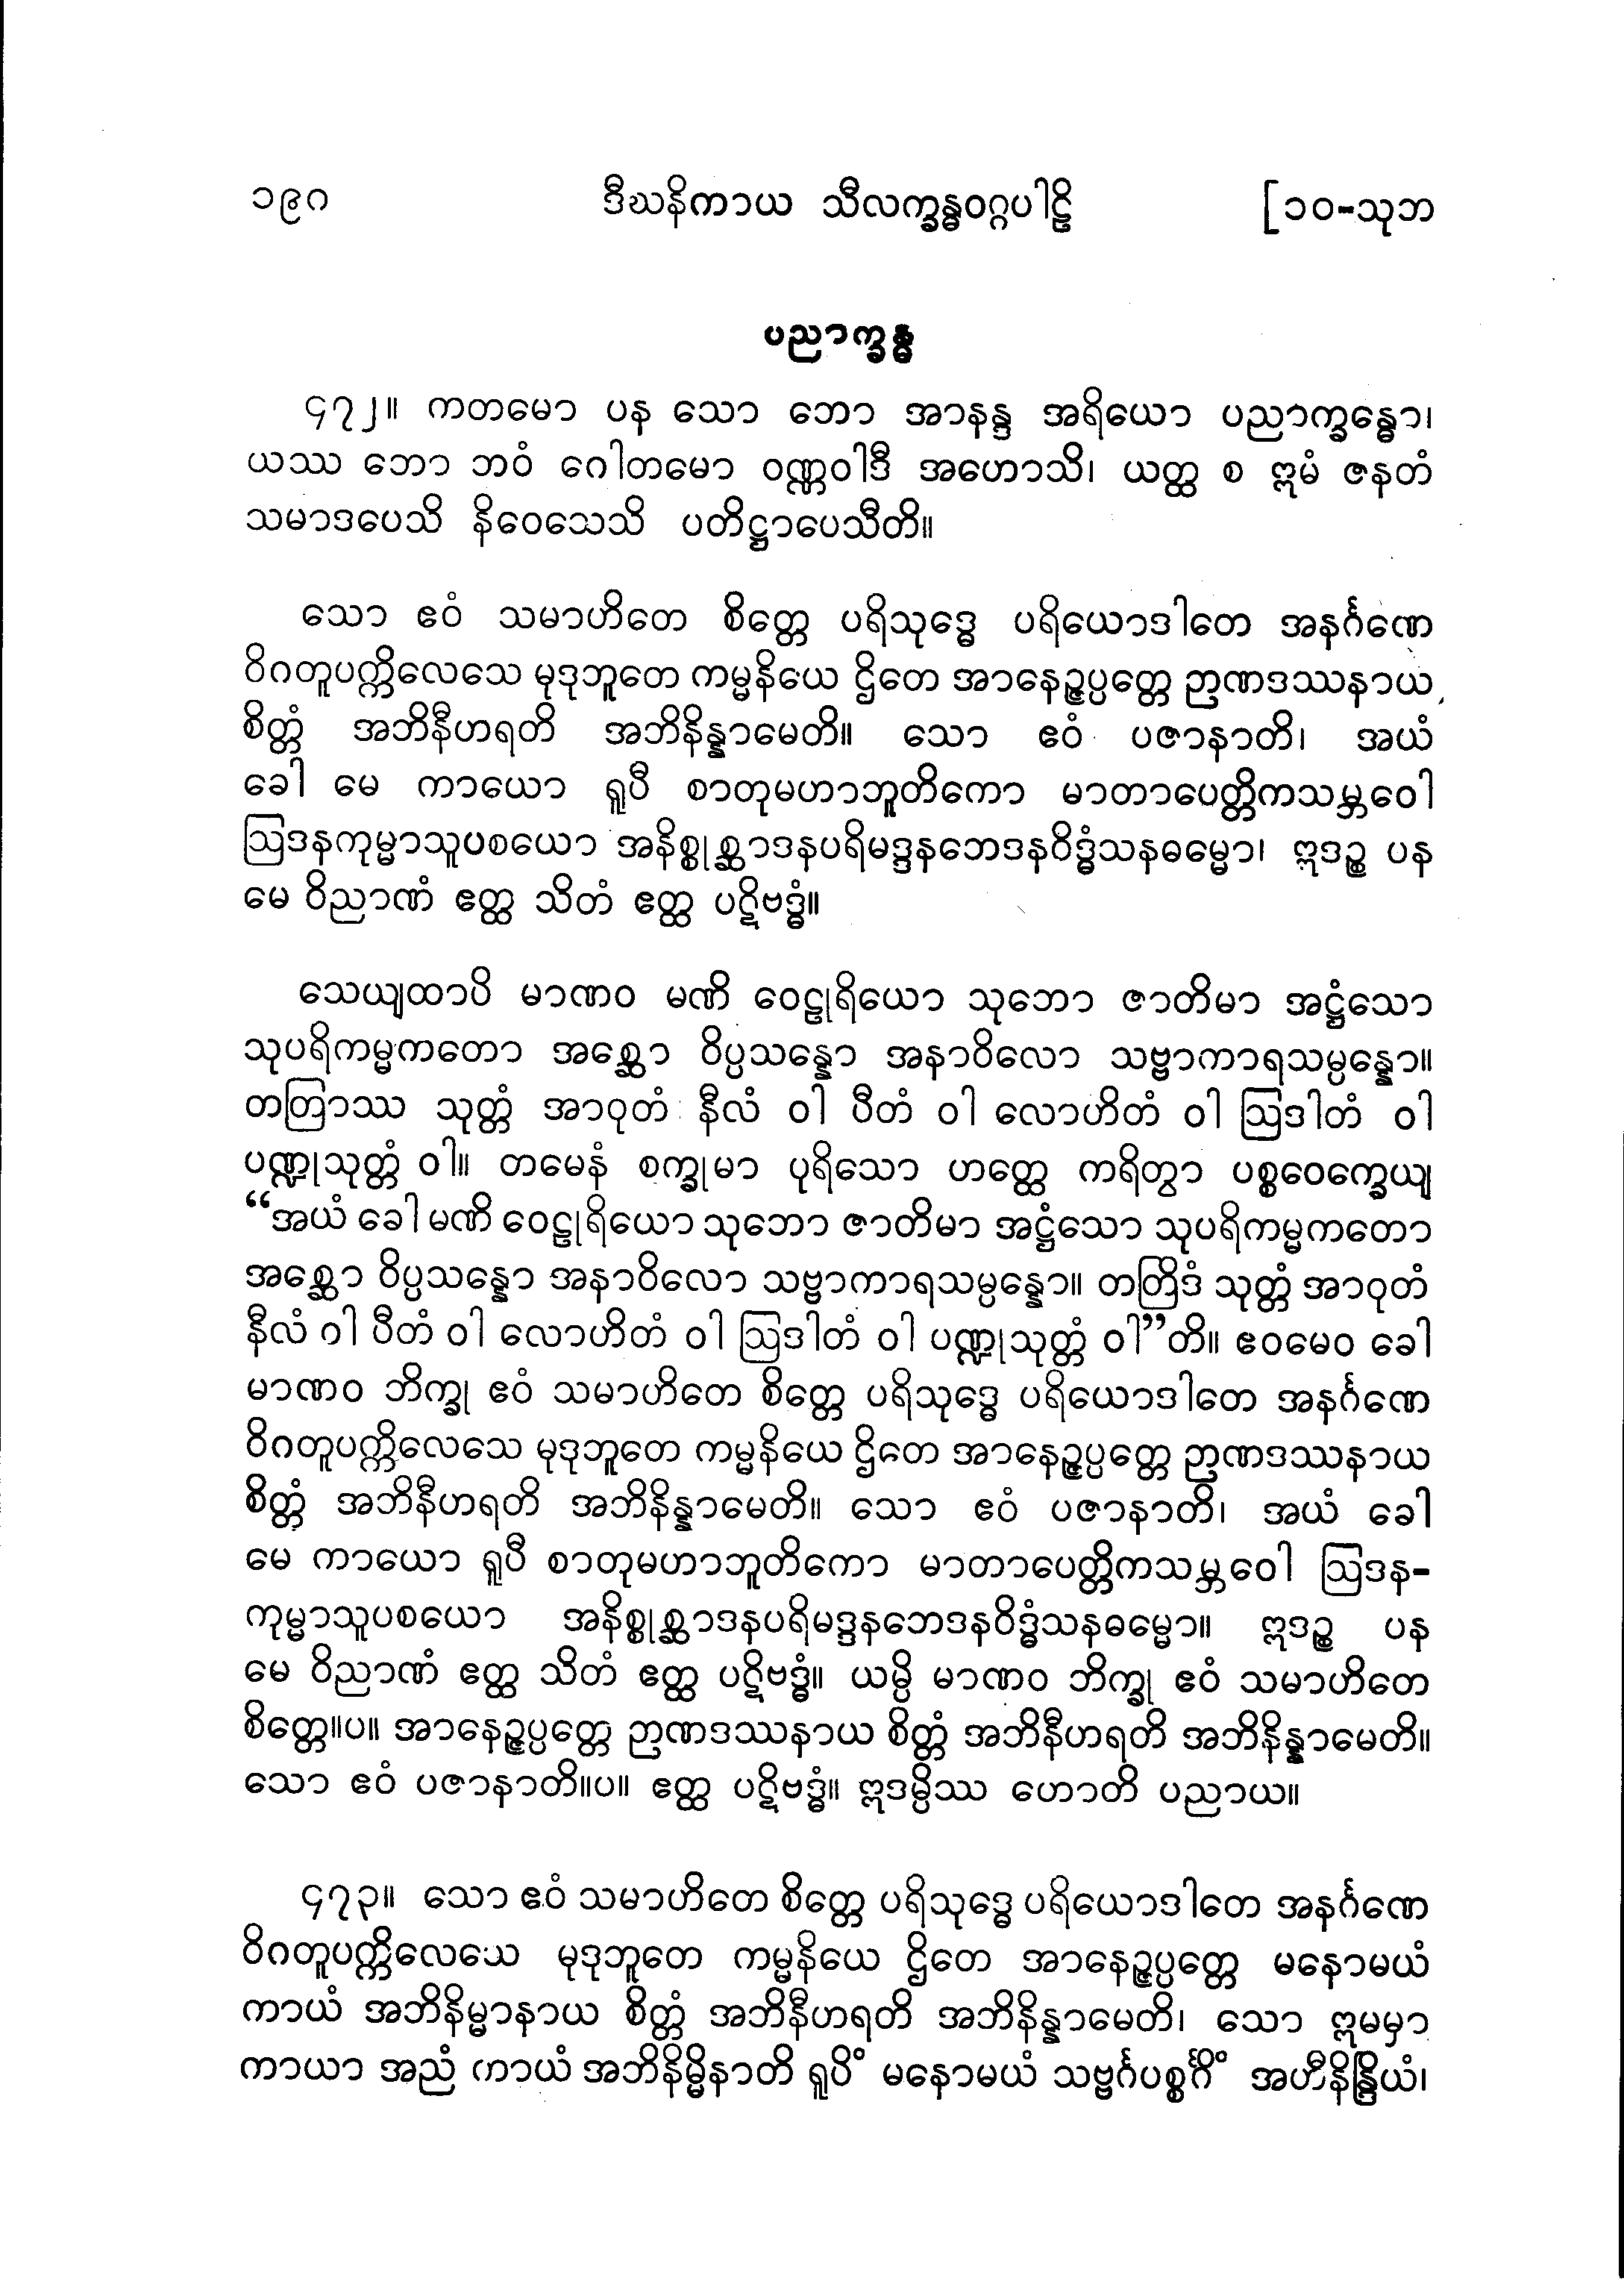 ၁၉၀ ဒီဃနိကာယ သီလက္ခန္ဓဝဂ္ဂပါဠိ [၁၀-သုဘ
ပညာက္ခန္ဓ
၄၇၂။ ကတမော ပန သော ဘော အာနန္ဒ အရိယော ပညာက္ခန္ဓော၊
ယဿ ဘော ဘဝံ ဂေါတမော ဝဏ္ဏဝါဒီ အဟောသိ၊ ယတ္ထ စ ဣမံ ဇနတံ
သမာဒပေသိ နိဝေသေသိ ပတိဋ္ဌာပေသီတိ။
သော ဧဝံ သမာဟိတေ စိတ္တေ ပရိသုဒ္ဓေ ပရိယောဒါတေ အနင်္ဂဏေ
ဝိဂတူပက္ကိလေသေ မုဒုဘူတေ ကမ္မနိယေ ဌိတေ အာနေဉ္ဇပ္ပတ္တေ ဉာဏဒဿနာယ
စိတ္တံ အဘိနီဟရတိ အဘိနိန္နာမေတိ။ သော ဧဝံ ပဇာနာတိ၊ အယံ
ခေါ မေ ကာယော ရူပီ စာတုမဟာဘူတိကော မာတာပေတ္တိကသမ္ဘဝေါ
ဩဒနကုမ္မာသူပစယော အနိစ္စုစ္ဆာဒနပရိမဒ္ဒနဘေဒနဝိဒ္ဓံသနဓမ္မော၊ ဣဒဉ္စ ပန
မေ ဝိညာဏံ ဧတ္ထ သိတံ ဧတ္ထ ပဋိဗဒ္ဓံ။
သေယျထာပိ မာဏဝ မဏိ ဝေဠုရိယော သုဘော ဇာတိမာ အဋ္ဌံသော
သုပရိကမ္မကတော အစ္ဆော ဝိပ္ပသန္နော အနာဝိလော သဗ္ဗာကာရသမ္ပန္နော။
တတြာဿ သုတ္တံ အာဝုတံ နီလံ ဝါ ပီတံ ဝါ လောဟိတံ ဝါ ဩဒါတံ ဝါ
ပဏ္ဍုသုတ္တံ ဝါ။ တမေနံ စက္ခုမာ ပုရိသော ဟတ္ထေ ကရိတွာ ပစ္စဝေက္ခေယျ
“အယံ ခေါ မဏိ ဝေဠုရိယော သုဘော ဇာတိမာ အဋ္ဌံသော သုပရိကမ္မကတော
အစ္ဆော ဝိပ္ပသန္နော အနာဝိလော သဗ္ဗာကာရသမ္ပန္နော။ တတြိဒံ သုတ္တံ အာဝုတံ
နီလံ ဝါ ပီတံ ဝါ လောဟိတံ ဝါ ဩဒါတံ ဝါ ပဏ္ဍုသုတ္တံ ဝါ”တိ။ ဧဝမေဝ ခေါ
မာဏဝ ဘိက္ခု ဧဝံ သမာဟိတေ စိတ္တေ ပရိသုဒ္ဓေ ပရိယောဒါတေ အနင်္ဂဏေ
ဝိဂတူပက္ကိလေသေ မုဒုဘူတေ ကမ္မနိယေ ဌိတေ အာနေဉ္ဇပ္ပတ္တေ ဉာဏဒဿနာယ
စိတ္တံ အဘိနီဟရတိ အဘိနိန္နာမေတိ။ သော ဧဝံ ပဇာနာတိ၊ အယံ ခေါ
မေ ကာယော ရူပီ စာတုမဟာဘူတိကော မာတာပေတ္တိကသမ္ဘဝေါ ဩဒန-
ကုမ္မာသူပစယော အနိစ္စုစ္ဆာဒနပရိမဒ္ဒနဘေဒနဝိဒ္ဓံသနဓမ္မော။ ဣဒဉ္စ ပန
မေ ဝိညာဏံ ဧတ္ထ သိတံ ဧတ္ထ ပဋိဗဒ္ဓံ။ ယမ္ပိ မာဏဝ ဘိက္ခု ဧဝံ သမာဟိတေ
စိတ္တေ။ပ။ အာနေဉ္ဇပ္ပတ္တေ ဉာဏဒဿနာယ စိတ္တံ အဘိနီဟရတိ အဘိနိန္နာမေတိ။
သော ဧဝံ ပဇာနာတိ။ပ။ ဧတ္ထ ပဋိဗဒ္ဓံ။ ဣဒမ္ပိဿ ဟောတိ ပညာယ။
၄၇၃။ သော ဧဝံ သမာဟိတေ စိတ္တေ ပရိသုဒ္ဓေ ပရိယောဒါတေ အနင်္ဂဏေ
ဝိဂတူပက္ကိလေသေ မုဒုဘူတေ ကမ္မနိယေ ဌိတေ အာနေဉ္ဇပ္ပတ္တေ မနောမယံ
ကာယံ အဘိနိမ္မာနာယ စိတ္တံ အဘိနီဟရတိ အဘိနိန္နာမေတိ၊ သော ဣမမှာ
ကာယာ အညံ ကာယံ အဘိနိမ္မိနာတိ ရူပိံ မနောမယံ သဗ္ဗင်္ဂပစ္စင်္ဂိံ အဟီနိန္ဒြိယံ၊